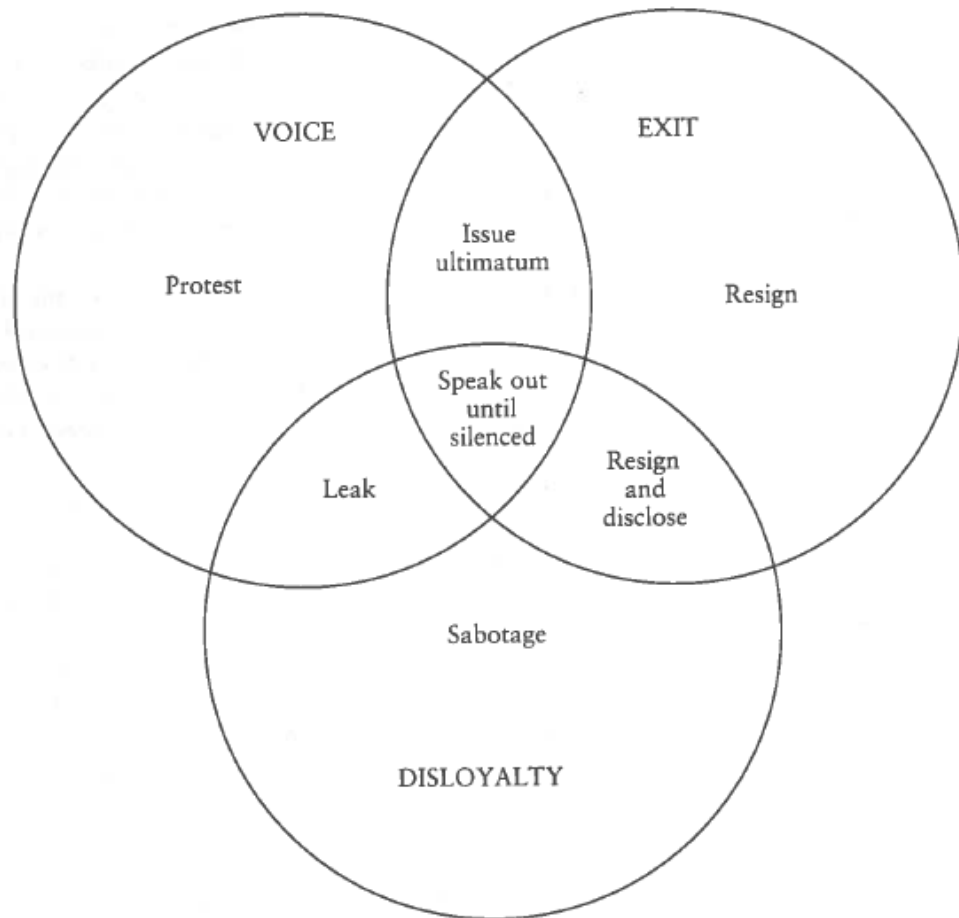 VOICE
EXIT
Issue
ultimatum
Protest
Resign
Speak out
until
silenced
Leak
Resign
and
disclose
Sabotage
DISLOYALTY